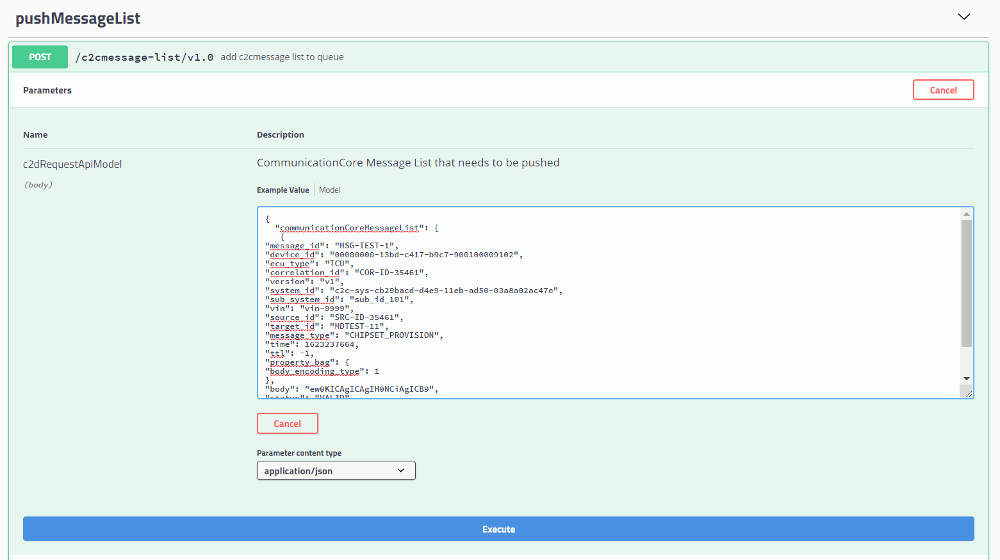 pushMessageList
POST /c2cmessage-list/v1.0 add c2cmessage list to queue
Parameters Cancel
Name Description
c2dRequestApiModel CommunicationCore Message List that needs to be pushed
(body)
Example Value Model
{
"communicationCoreMessageList": [
{
"message_id": "MSG-TEST-1",
"device_id": "00000000-13bd-c417-b9c7-900100009102",
"ecu_type": "TCU",
"correlation_id": "COR-ID-35461",
"version": "v1",
"system_id": "c2c-sys-cb29bacd-d4e9-11eb-ad50-03a8a02ac47e",
"sub_system_id": "sub_id_101",
"vin": "vin-9999",
"source_id": "SRC-ID-35461",
"target_id": "MDTEST-11",
"message_type": "CHIPSET_PROVISION",
"time": 1623237664,
"ttl": -1,
"property_bag": {
"body_encoding_type": 1
},
"body": "ew0KICAgICAgIH0NCiAgICB9",
"status": "VALID"
Cancel
Parameter content type
application/json
Execute